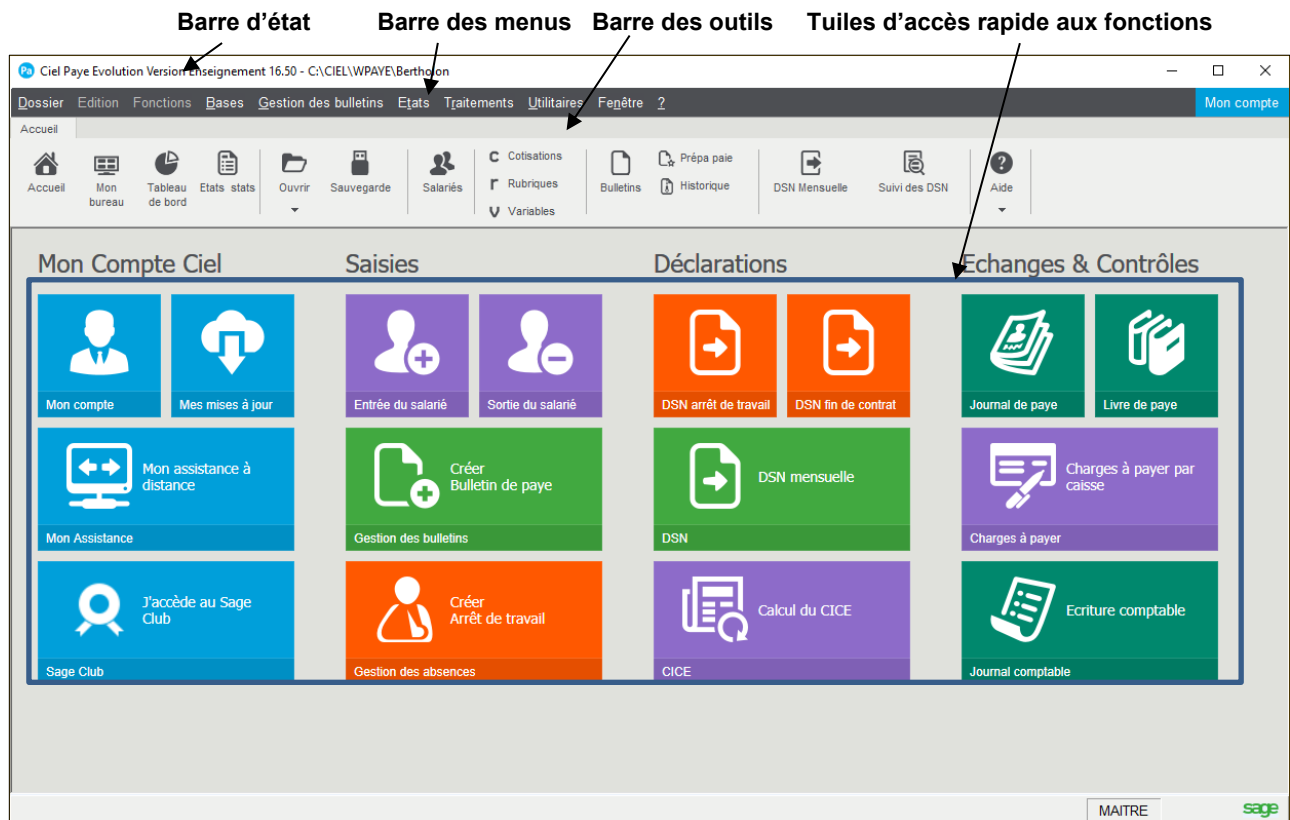 Barre d’état Barre des menus Barre des outils Tuiles d’accès rapide aux fonctions
Pa Ciel Paye Evolution Version Enseignement 16.50 - C:\CIEL\WPAYE\Bertholon
Dossier Edition Fonctions Bases Gestion des bulletins Etats Traitements Utilitaires Fenêtre ? Mon compte
Accueil
Accueil
Mon
bureau
Tableau
de bord
Etats stats
Ouvrir
Sauvegarde
Salariés
C Cotisations
r Rubriques
V Variables
Bulletins
Prépa paie
Historique
DSN Mensuelle
Suivi des DSN
Aide
Mon Compte Ciel
Mon compte
Mes mises à jour
Mon assistance à
distance
Mon Assistance
J'accède au Sage
Club
Sage Club
Saisies
Entrée du salarié
Sortie du salarié
Créer
Bulletin de paye
Gestion des bulletins
Créer
Arrêt de travail
Gestion des absences
Déclarations
DSN arrêt de travail
DSN fin de contrat
DSN mensuelle
DSN
Calcul du CICE
CICE
Echanges & Contrôles
Journal de paye
Livre de paye
Charges à payer par
caisse
Charges à payer
Ecriture comptable
Journal comptable
MAITRE
sage